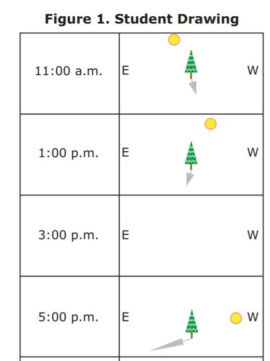 Figure 1. Student Drawing
11:00 a.m. E W
1:00 p.m. E W
3:00 p.m. E W
5:00 p.m. E W